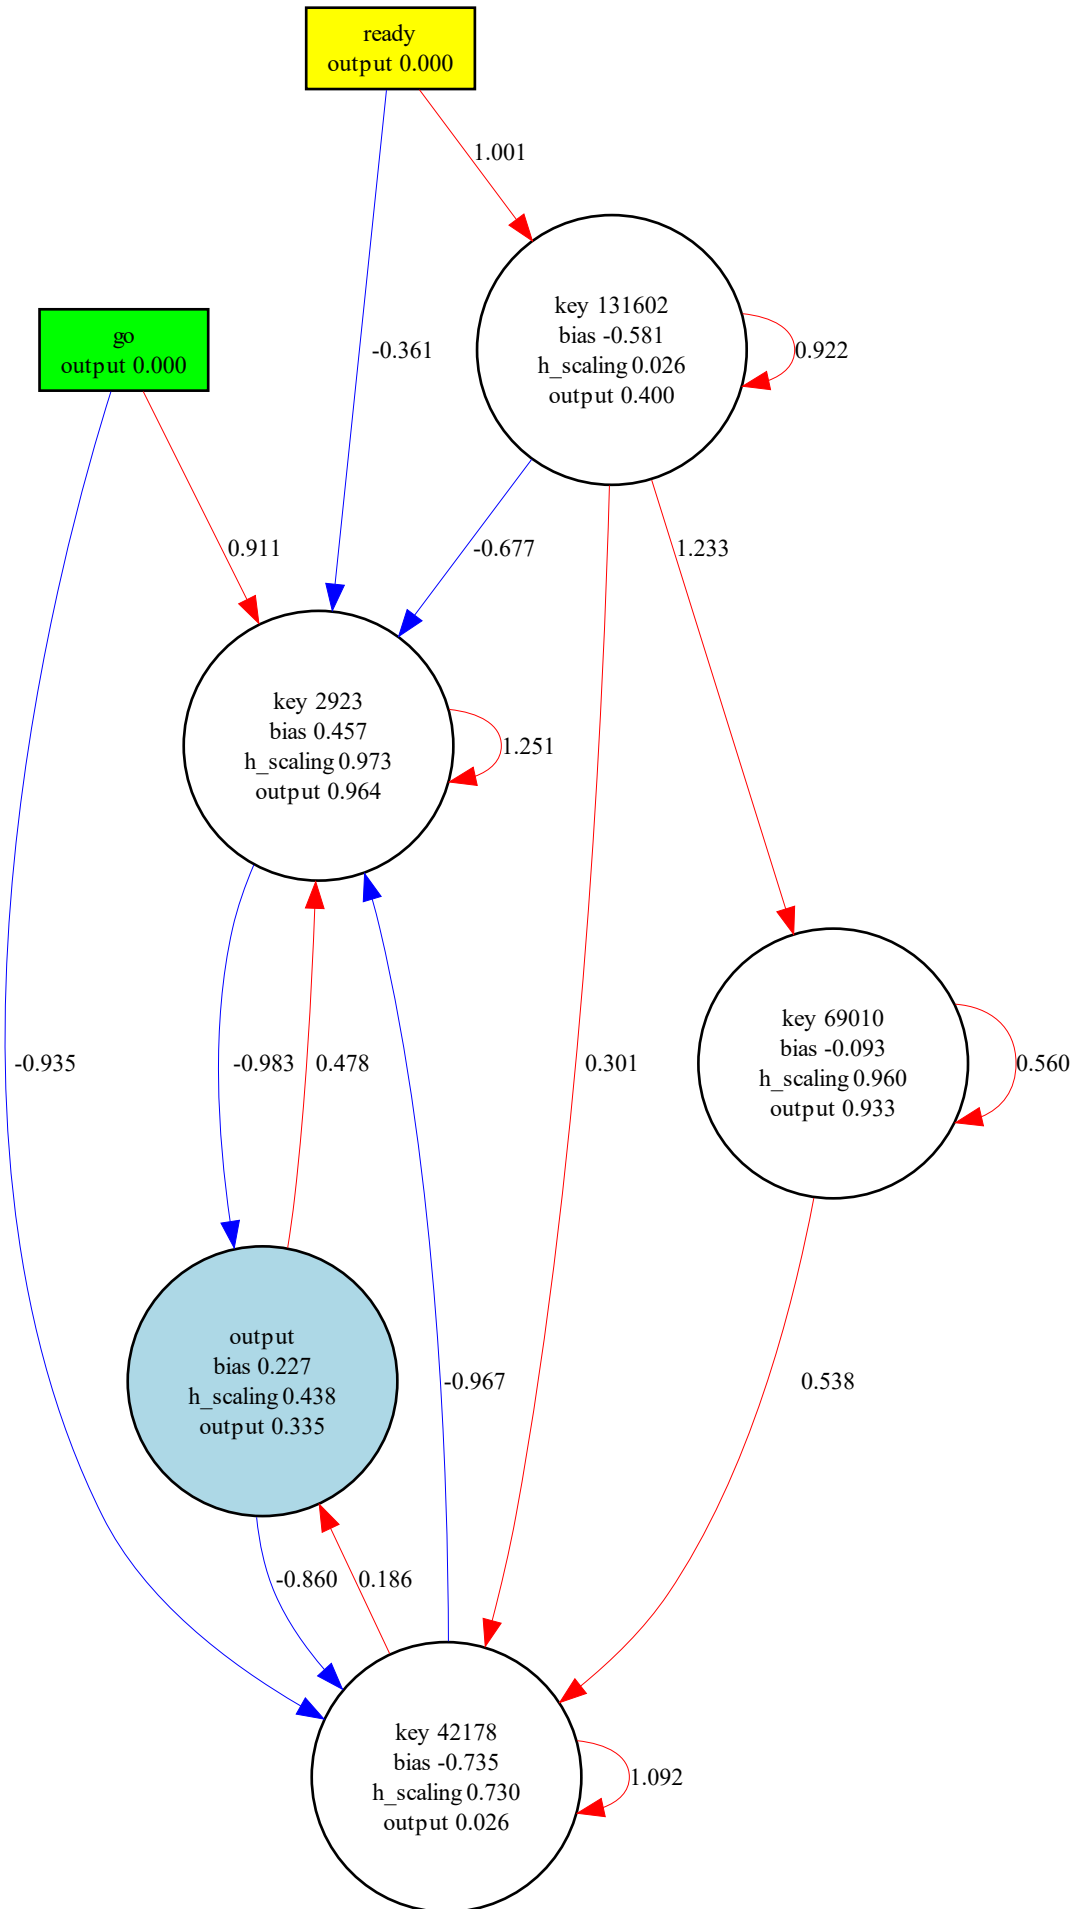 ready
output 0.000
1.001
key 131602
bias -0.581
h_scaling 0.026
output 0.400
0.922
go
output 0.000
-0.361
0.911
-0.677
1.233
key 2923
bias 0.457
h_scaling 0.973
output 0.964
1.251
key 69010
bias -0.093
h_scaling 0.960
output 0.933
0.560
-0.935
-0.983
0.478
0.301
output
bias 0.227
h_scaling 0.438
output 0.335
-0.967
0.538
-0.860
0.186
key 42178
bias -0.735
h_scaling 0.730
output 0.026
1.092